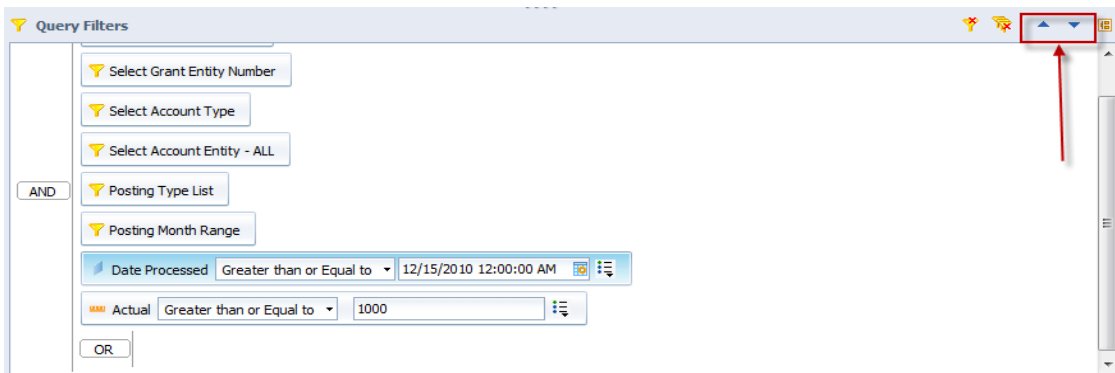 Query Filters
Select Grant Entity Number
Select Account Type
Select Account Entity - ALL
AND
Posting Type List
Posting Month Range
Date Processed Greater than or Equal to 12/15/2010 12:00:00 AM
Actual Greater than or Equal to 1000
OR